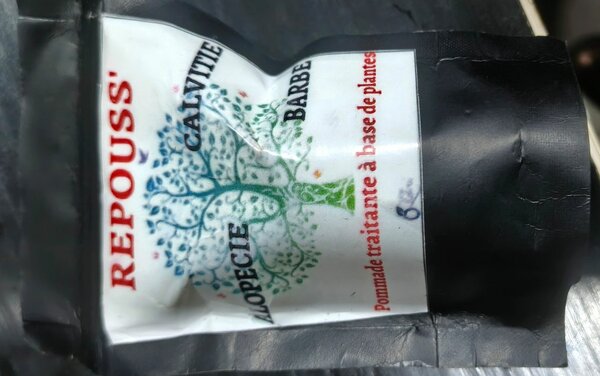 REPOUSS'
CALVITIE
BARBE
ALOPECIE
Pommade traitante à base de plantes